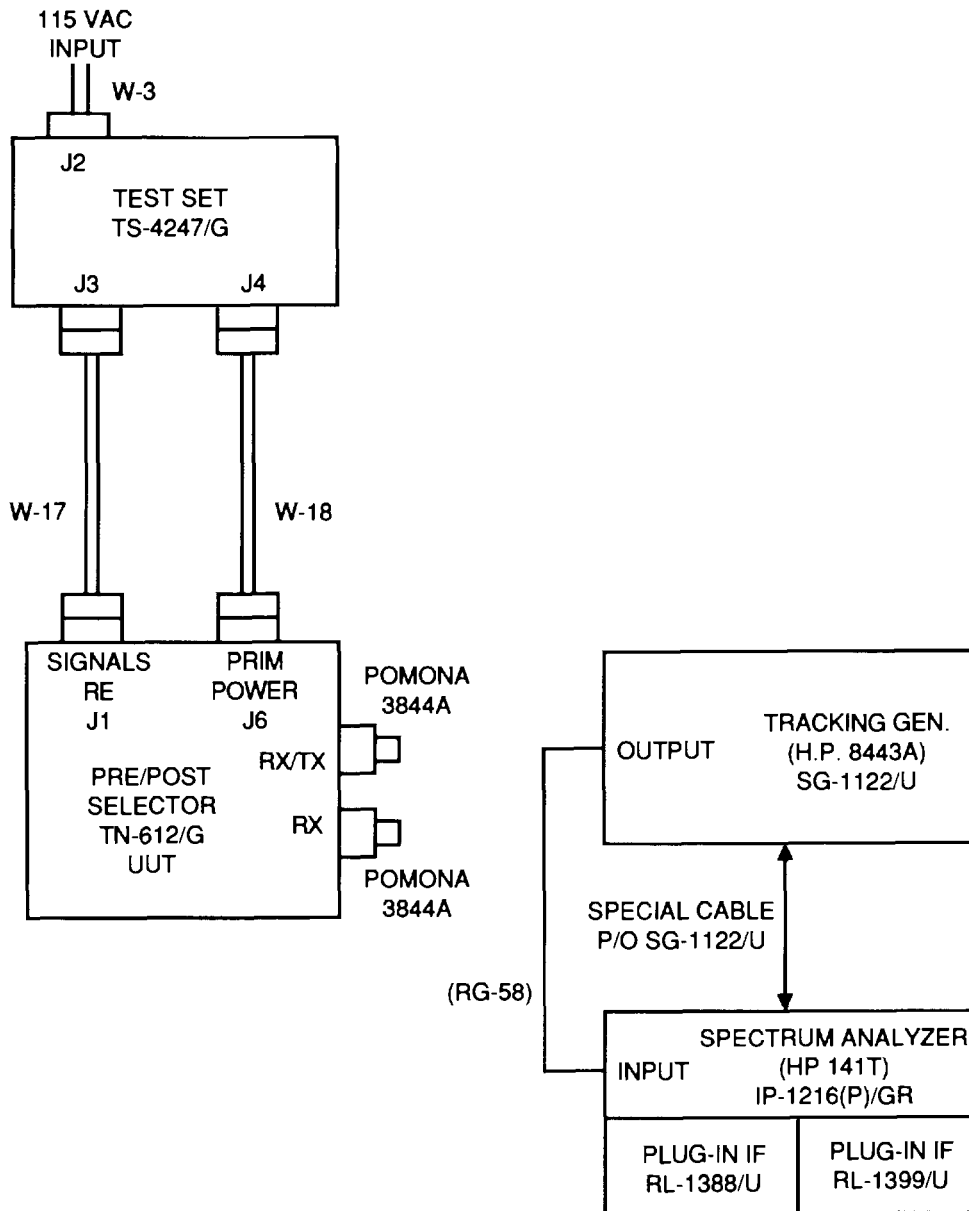 115 VAC
INPUT
W-3
J2
TEST SET
TS-4247/G
J3
J4
W-17
W-18
SIGNALS
RE
J1
PRIM
POWER
J6
POMONA
3844A
RX/TX
PRE/POST
SELECTOR
TN-612/G
UUT
RX
POMONA
3844A
OUTPUT
TRACKING GEN.
(H.P. 8443A)
SG-1122/U
SPECIAL CABLE
P/O SG-1122/U
(RG-58)
INPUT
SPECTRUM ANALYZER
(HP 141T)
IP-1216(P)/GR
PLUG-IN IF
RL-1388/U
PLUG-IN IF
RL-1399/U